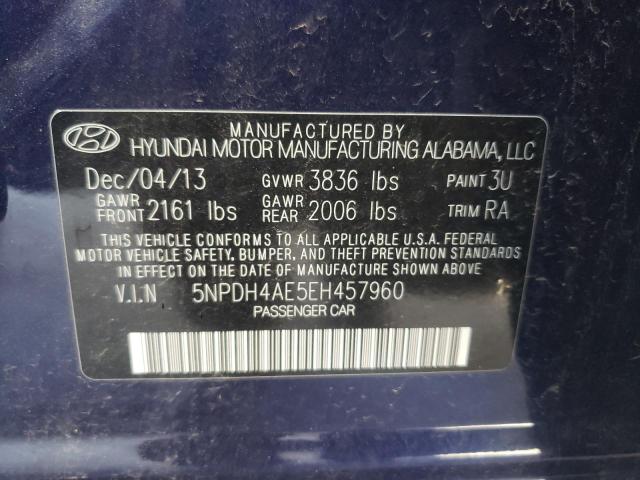 MANUFACTURED BY
HYUNDAI MOTOR MANUFACTURING ALABAMA, LLC
Dec/04/13 GVWR 3836 lbs PAINT 3U
GAWR FRONT 2161 lbs GAWR REAR 2006 lbs TRIM RA
THIS VEHICLE CONFORMS TO ALL APPLICABLE U.S.A. FEDERAL
MOTOR VEHICLE SAFETY, BUMPER, AND THEFT PREVENTION STANDARDS
IN EFFECT ON THE DATE OF MANUFACTURE SHOWN ABOVE.
V.I.N 5NPDH4AE5EH457960
PASSENGER CAR